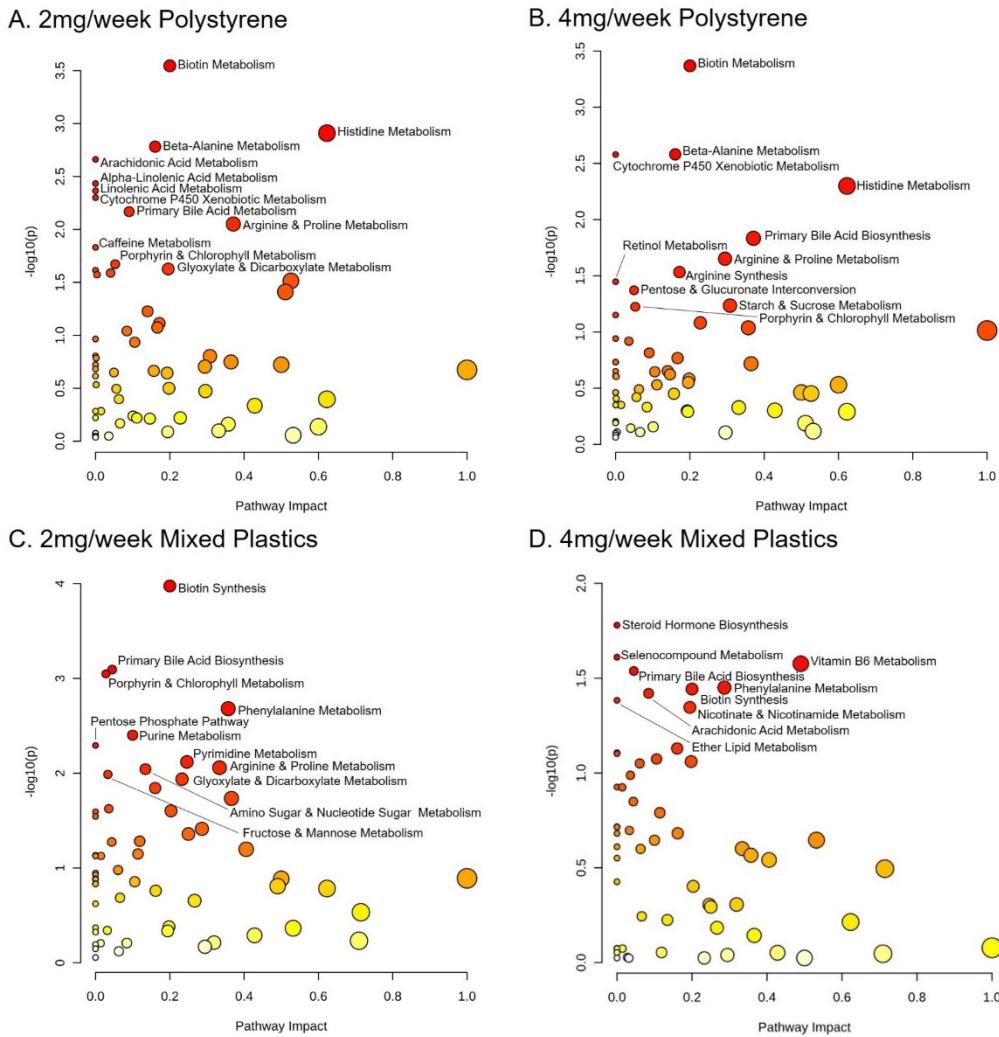 A. 2mg/week Polystyrene
3.5
3.0
2.5
2.0
1.5
1.0
0.5
0.0
-log10(p)
Biotin Metabolism
Histidine Metabolism
Beta-Alanine Metabolism
Arachidonic Acid Metabolism
Alpha-Linolenic Acid Metabolism
Linolenic Acid Metabolism
Cytochrome P450 Xenobiotic Metabolism
Primary Bile Acid Metabolism
Arginine & Proline Metabolism
Caffeine Metabolism
Porphyrin & Chlorophyll Metabolism
Glyoxylate & Dicarboxylate Metabolism
0.0 0.2 0.4 0.6 0.8 1.0
Pathway Impact
B. 4mg/week Polystyrene
3.5
3.0
2.5
2.0
1.5
1.0
0.5
0.0
-log10(p)
Biotin Metabolism
Beta-Alanine Metabolism
Cytochrome P450 Xenobiotic Metabolism
Histidine Metabolism
Primary Bile Acid Biosynthesis
Retinol Metabolism
Arginine & Proline Metabolism
Arginine Synthesis
Pentose & Glucuronate Interconversion
Starch & Sucrose Metabolism
Porphyrin & Chlorophyll Metabolism
0.0 0.2 0.4 0.6 0.8 1.0
Pathway Impact
C. 2mg/week Mixed Plastics
4
3
2
1
0
-log10(p)
Biotin Synthesis
Primary Bile Acid Biosynthesis
Porphyrin & Chlorophyll Metabolism
Phenylalanine Metabolism
Pentose Phosphate Pathway
Purine Metabolism
Pyrimidine Metabolism
Arginine & Proline Metabolism
Glyoxylate & Dicarboxylate Metabolism
Amino Sugar & Nucleotide Sugar Metabolism
Fructose & Mannose Metabolism
0.0 0.2 0.4 0.6 0.8 1.0
Pathway Impact
D. 4mg/week Mixed Plastics
2.0
1.5
1.0
0.5
0.0
-log10(p)
Steroid Hormone Biosynthesis
Selenocompound Metabolism
Vitamin B6 Metabolism
Primary Bile Acid Biosynthesis
Phenylalanine Metabolism
Biotin Synthesis
Nicotinate & Nicotinamide Metabolism
Arachidonic Acid Metabolism
Ether Lipid Metabolism
0.0 0.2 0.4 0.6 0.8 1.0
Pathway Impact